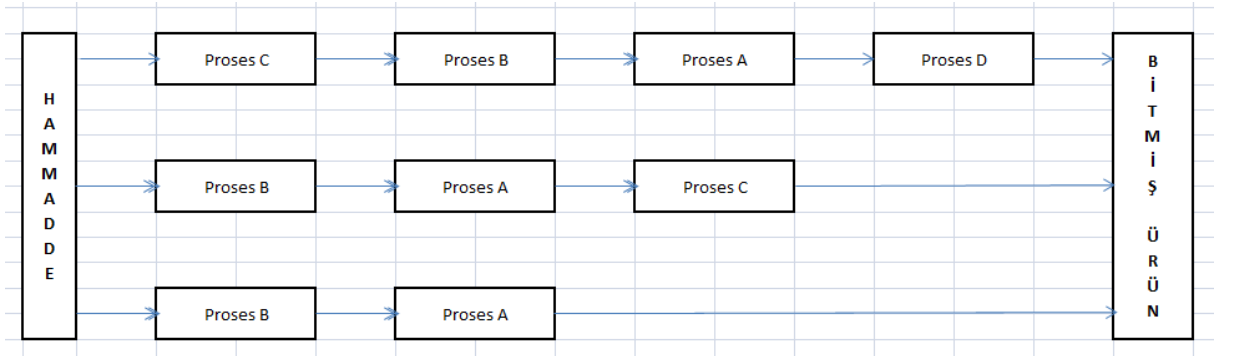 HAMMADDE
Proses C
Proses B
Proses A
Proses D
Proses B
Proses A
Proses C
Proses B
Proses A
BİTMİŞ ÜRÜN